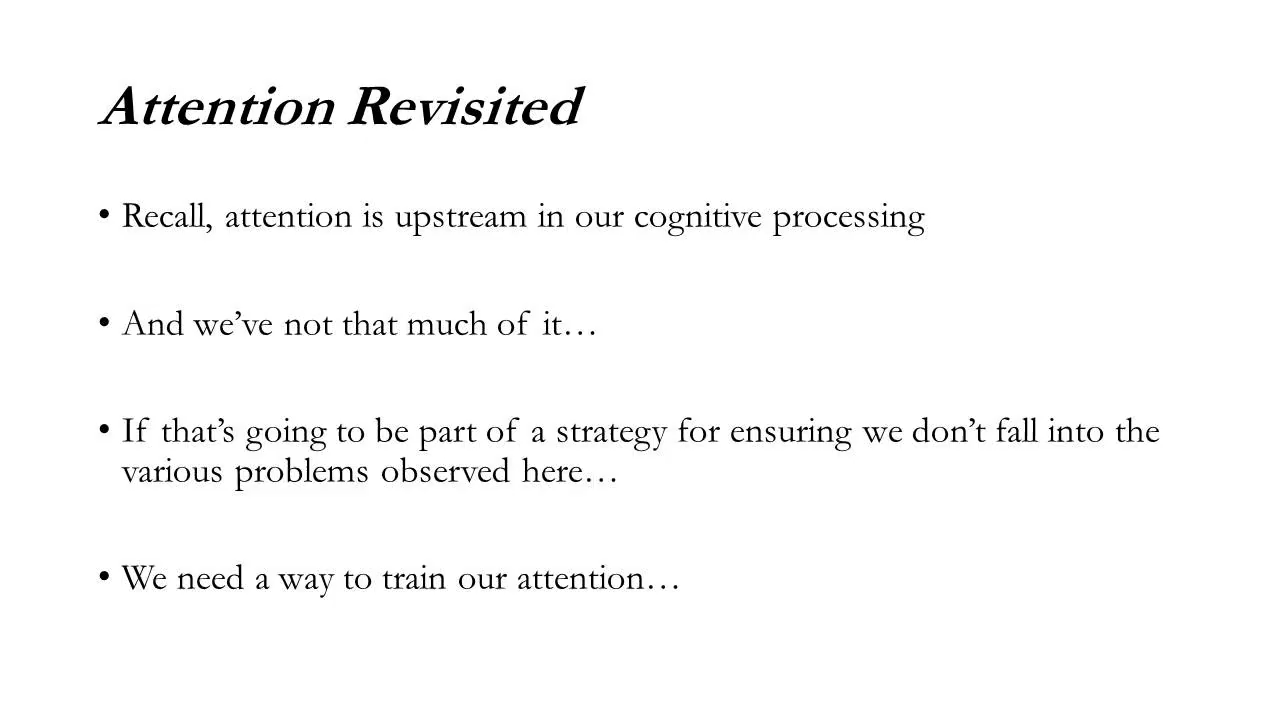 Attention Revisited
• Recall, attention is upstream in our cognitive processing
• And we’ve not that much of it…
• If that’s going to be part of a strategy for ensuring we don’t fall into the
various problems observed here…
• We need a way to train our attention…